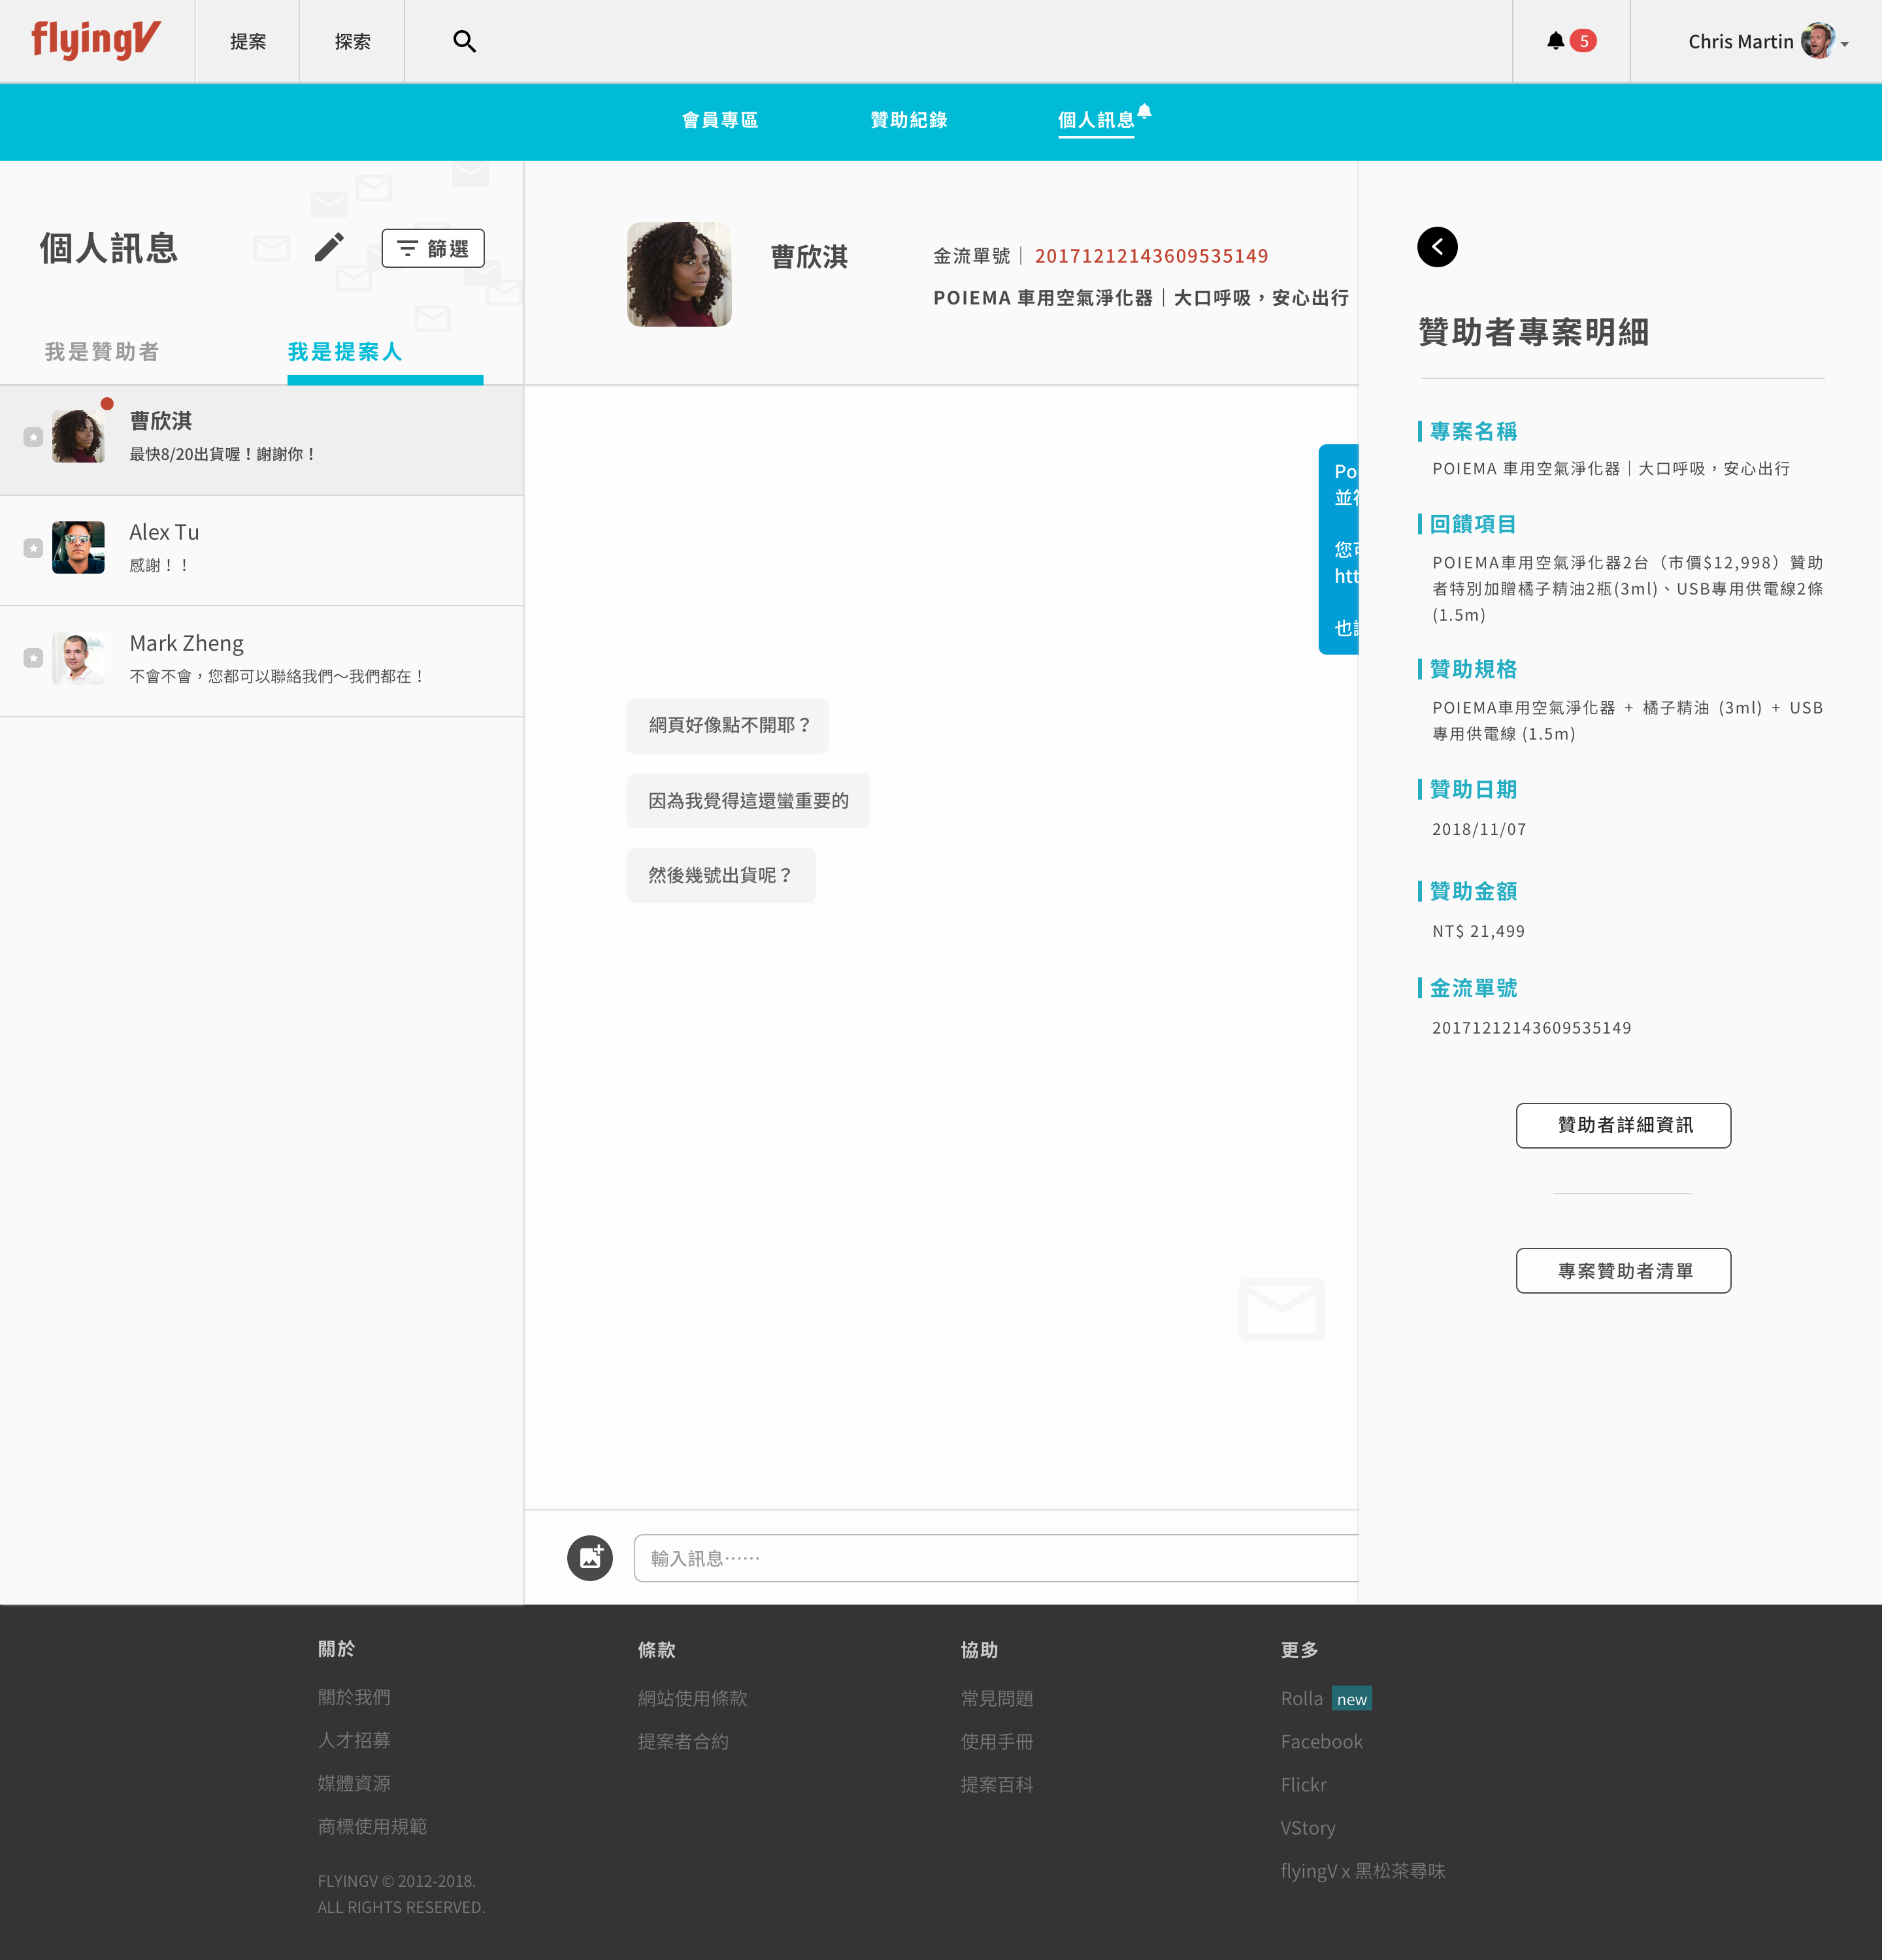 flyingV
提案
探索
5
Chris Martin
會員專區
贊助紀錄
個人訊息
個人訊息
篩選
我是贊助者
我是提案人
曹欣淇
最快8/20出貨喔！謝謝你！
Alex Tu
感謝！！
Mark Zheng
不會不會，您都可以聯絡我們～我們都在！
曹欣淇
金流單號｜ 20171212143609535149
POIEMA 車用空氣淨化器｜大口呼吸，安心出行
Poi
並符
您可
htt
也請
網頁好像點不開耶？
因為我覺得這還蠻重要的
然後幾號出貨呢？
輸入訊息⋯⋯
贊助者專案明細
專案名稱
POIEMA 車用空氣淨化器｜大口呼吸，安心出行
回饋項目
POIEMA車用空氣淨化器2台（市價$12,998）贊助
者特別加贈橘子精油2瓶(3ml)、USB專用供電線2條
(1.5m)
贊助規格
POIEMA車用空氣淨化器 + 橘子精油 (3ml) + USB
專用供電線 (1.5m)
贊助日期
2018/11/07
贊助金額
NT$ 21,499
金流單號
20171212143609535149
贊助者詳細資訊
專案贊助者清單
關於
關於我們
人才招募
媒體資源
商標使用規範
FLYINGV © 2012-2018.
ALL RIGHTS RESERVED.
條款
網站使用條款
提案者合約
協助
常見問題
使用手冊
提案百科
更多
Rolla new
Facebook
Flickr
VStory
flyingV x 黑松茶尋味